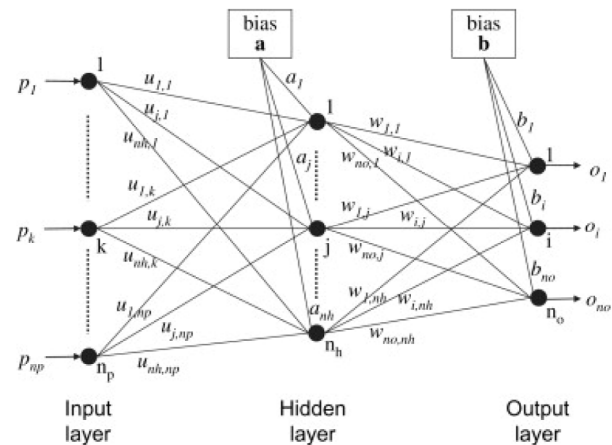 bias
a
bias
b
1
p1
u1,1
uj,1
unh,1
a1
1
aj
w1,1
wi,1
wno,1
b1
1
o1
u1,k
pk
k
uj,k
unh,k
j
w1,j
wi,j
wno,j
bi
i
oi
u1,np
uj,np
unh,np
pnp
np
anh
nh
w1,nh
wi,nh
wno,nh
bno
no
ono
Input
layer
Hidden
layer
Output
layer